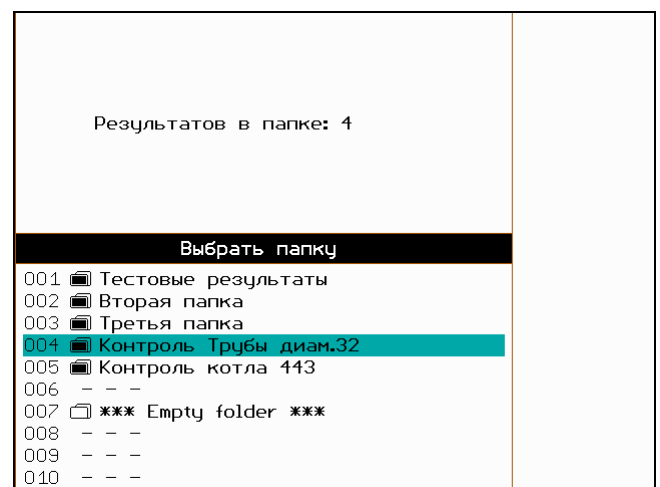 Результатов в папке: 4
Выбрать папку
001 Тестовые результаты
002 Вторая папка
003 Третья папка
004 Контроль Трубы диам.32
005 Контроль котла 443
006 - - -
007 *** Empty folder ***
008 - - -
009 - - -
010 - - -